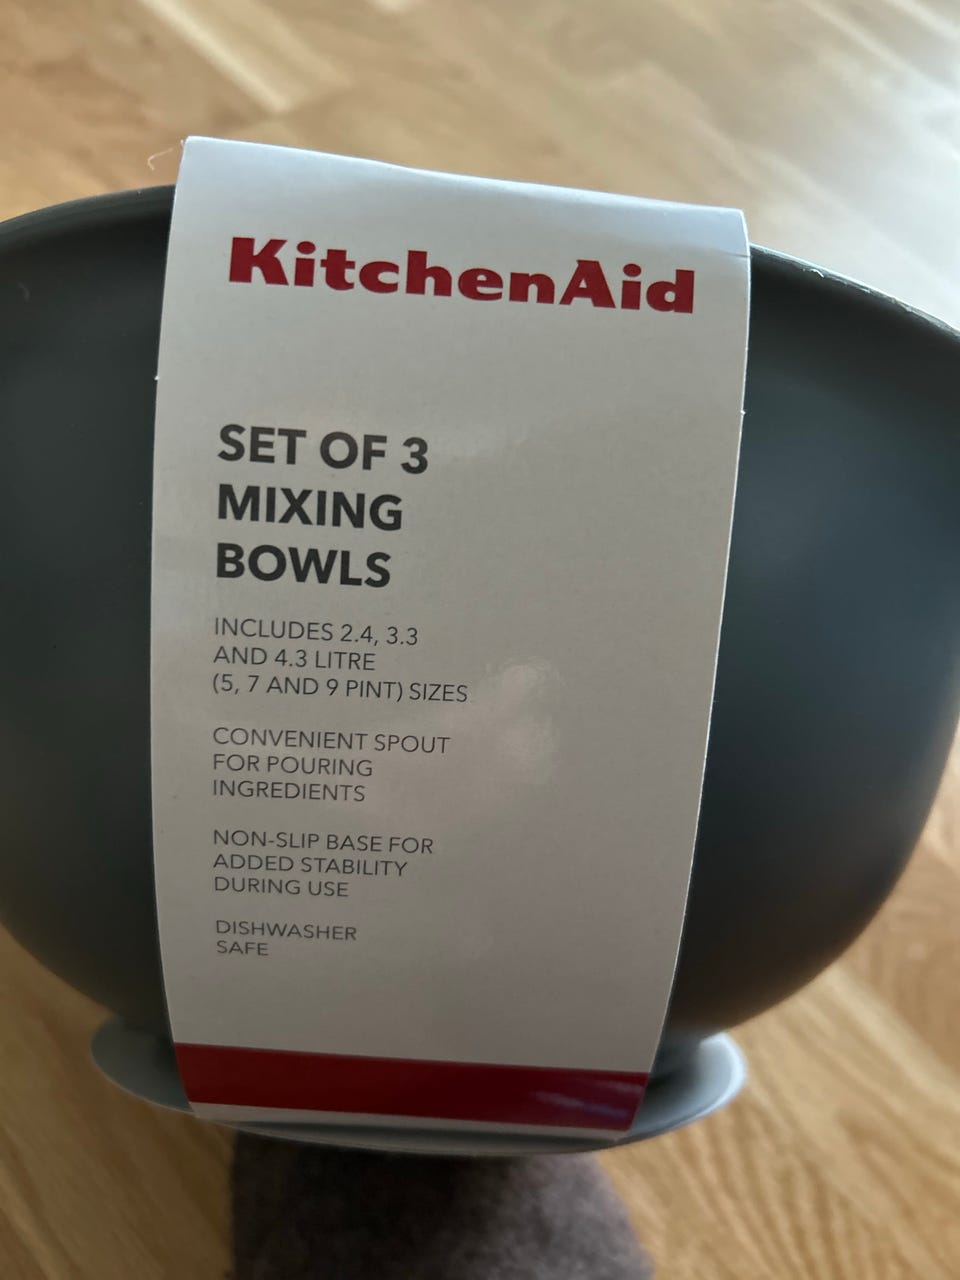 KitchenAid
SET OF 3
MIXING
BOWLS
INCLUDES 2.4, 3.3
AND 4.3 LITRE
(5, 7 AND 9 PINT) SIZES
CONVENIENT SPOUT
FOR POURING
INGREDIENTS
NON-SLIP BASE FOR
ADDED STABILITY
DURING USE
DISHWASHER
SAFE